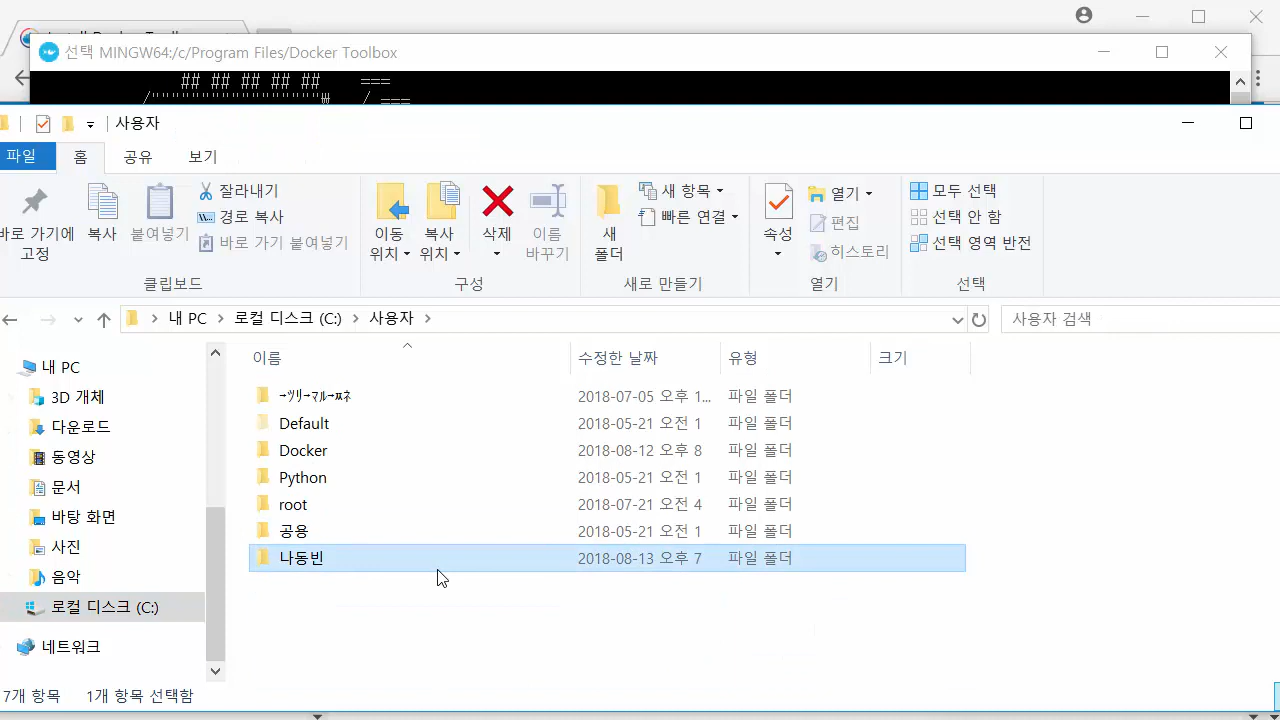 선택 MINGW64:/c/Program Files/Docker Toolbox
## ## ## ## ##     ===
/"""""""""""""""""\___/ ===
사용자
파일 홈 공유 보기
바로 가기에 고정
복사
붙여넣기
잘라내기
경로 복사
바로 가기 붙여넣기
클립보드
이동 위치
복사 위치
삭제
이름 바꾸기
구성
새 폴더
새 항목
빠른 연결
새로 만들기
속성
열기
편집
히스토리
열기
모두 선택
선택 안 함
선택 영역 반전
선택
내 PC > 로컬 디스크 (C:) > 사용자 >
사용자 검색
내 PC
3D 개체
다운로드
동영상
문서
바탕 화면
사진
음악
로컬 디스크 (C:)
네트워크
이름 수정한 날짜 유형 크기
2018-07-05 오후 1... 파일 폴더
Default 2018-05-21 오전 1 파일 폴더
Docker 2018-08-12 오후 8 파일 폴더
Python 2018-05-21 오전 1 파일 폴더
root 2018-07-21 오전 4 파일 폴더
공용 2018-05-21 오전 1 파일 폴더
나동빈 2018-08-13 오후 7 파일 폴더
7개 항목 1개 항목 선택함